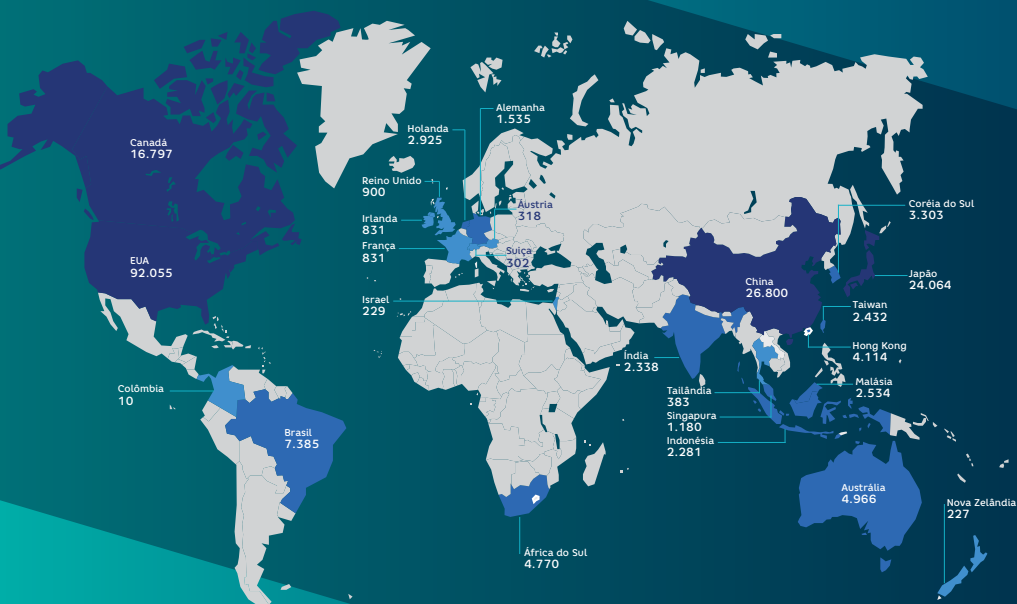 Canadá
16.797
EUA
92.055
Colômbia
10
Brasil
7.385
Alemanha
1.535
Holanda
2.925
Reino Unido
900
Irlanda
831
França
831
Israel
229
Áustria
318
Suiça
302
África do Sul
4.770
Índia
2.338
China
26.800
Coréia do Sul
3.303
Japão
24.064
Taiwan
2.432
Hong Kong
4.114
Malásia
2.534
Tailândia
383
Singapura
1.180
Indonésia
2.281
Austrália
4.966
Nova Zelândia
227